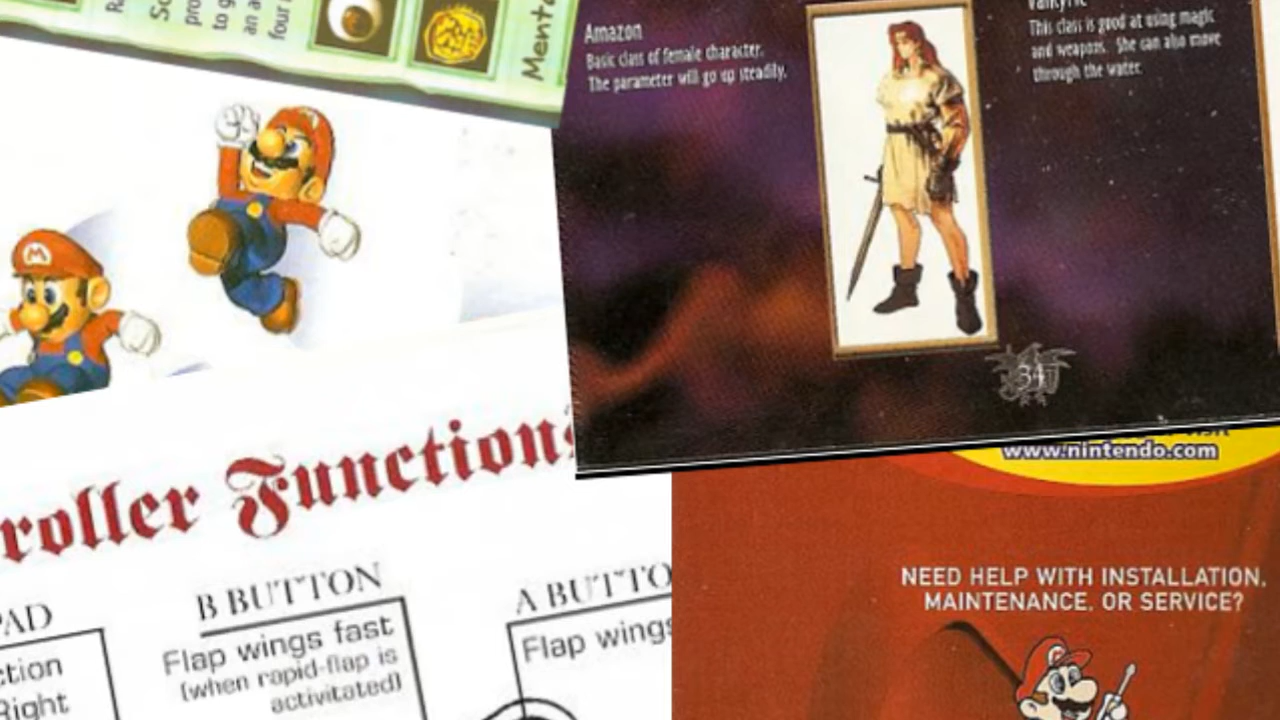 Menta
Amazon
Basic class of female character.
The parameter will go up steadily.
Valkyrie
This class is good at using magic
and weapons. She can also move
through the water.
34
M
roller Functions
PAD
ction
Right
B BUTTON
Flap wings fast
(when rapid-flap is
activitated)
A BUTTO
Flap wings
www.nintendo.com
NEED HELP WITH INSTALLATION,
MAINTENANCE, OR SERVICE?